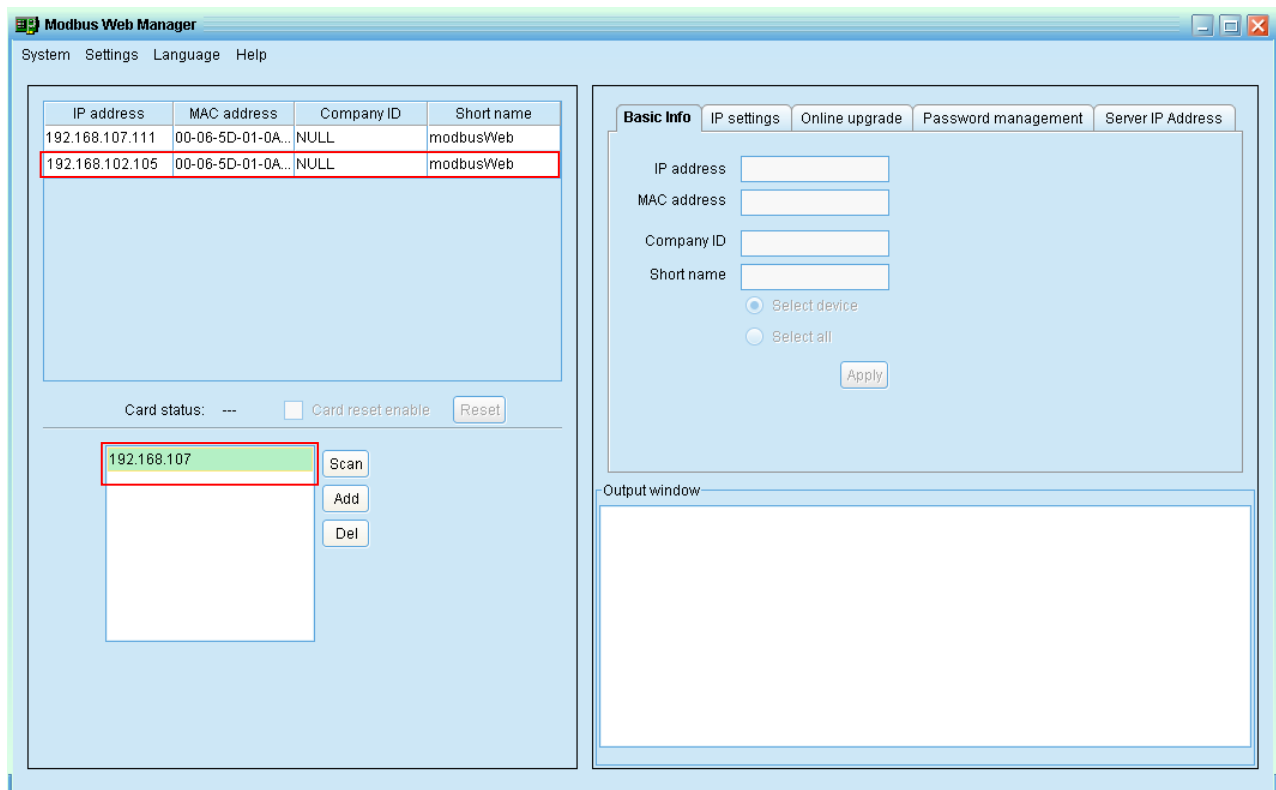 Modbus Web Manager
System Settings Language Help
IP address MAC address Company ID Short name
192.168.107.111 00-06-5D-01-0A... NULL modbusWeb
192.168.102.105 00-06-5D-01-0A... NULL modbusWeb
Card status: --- Card reset enable Reset
192.168.107
Scan
Add
Del
Basic Info IP settings Online upgrade Password management Server IP Address
IP address
MAC address
Company ID
Short name
Select device
Select all
Apply
Output window